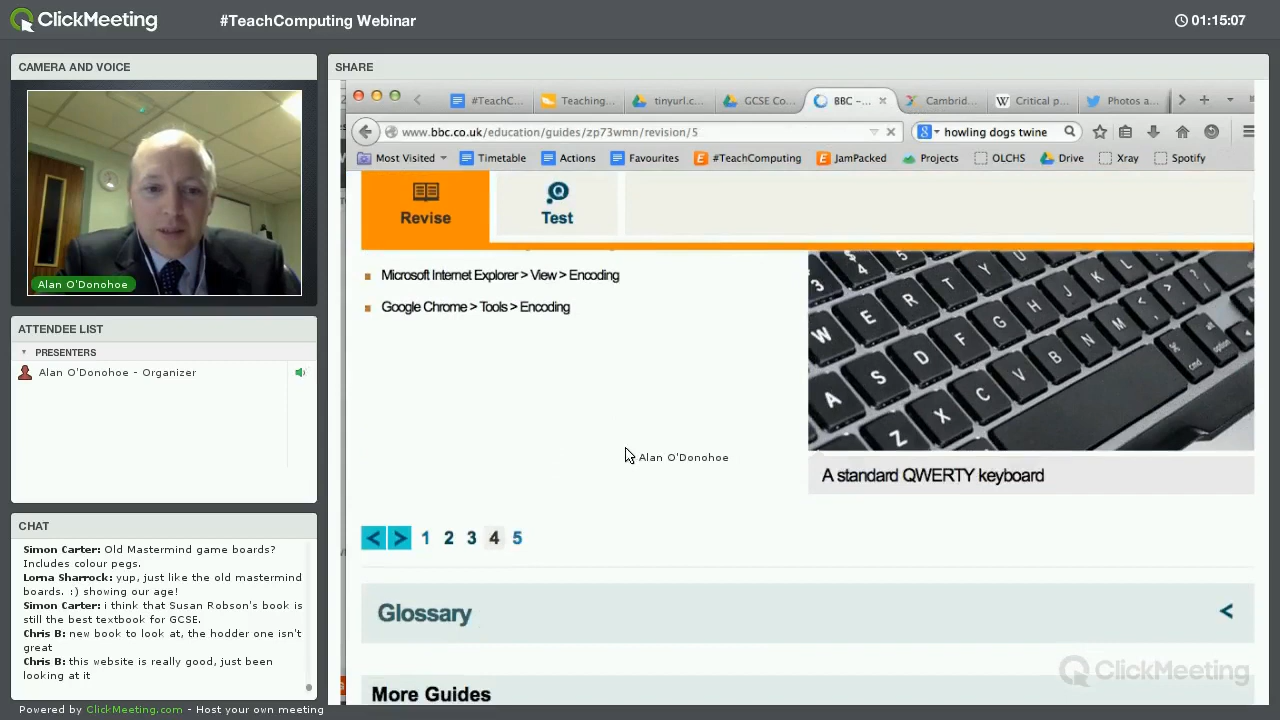 ClickMeeting
#TeachComputing Webinar
01:15:07
CAMERA AND VOICE
Alan O'Donohoe
ATTENDEE LIST
PRESENTERS
Alan O'Donohoe - Organizer
CHAT
Simon Carter: Old Mastermind game boards?
Includes colour pegs.
Lorna Sharrock: yup, just like the old mastermind
boards. :) showing our age!
Simon Carter: i think that Susan Robson's book is
still the best textbook for GCSE.
Chris B: new book to look at, the hodder one isn't
great
Chris B: this website is really good, just been
looking at it
Powered by ClickMeeting.com - Host your own meeting
SHARE
#TeachC... Teaching... tinyurl.c... GCSE Co... BBC -... Cambrid... Critical p... Photos a...
www.bbc.co.uk/education/guides/zp73wmn/revision/5
howling dogs twine
Most Visited Timetable Actions Favourites #TeachComputing JamPacked Projects OLCHS Drive Xray Spotify
Revise
Test
Microsoft Internet Explorer > View > Encoding
Google Chrome > Tools > Encoding
3 $ 4 5 T Y U
W E R
F G H J K L
A S D
Z X C V B N M
alt option
A standard QWERTY keyboard
Alan O'Donohoe
< > 1 2 3 4 5
Glossary
ClickMeeting
More Guides